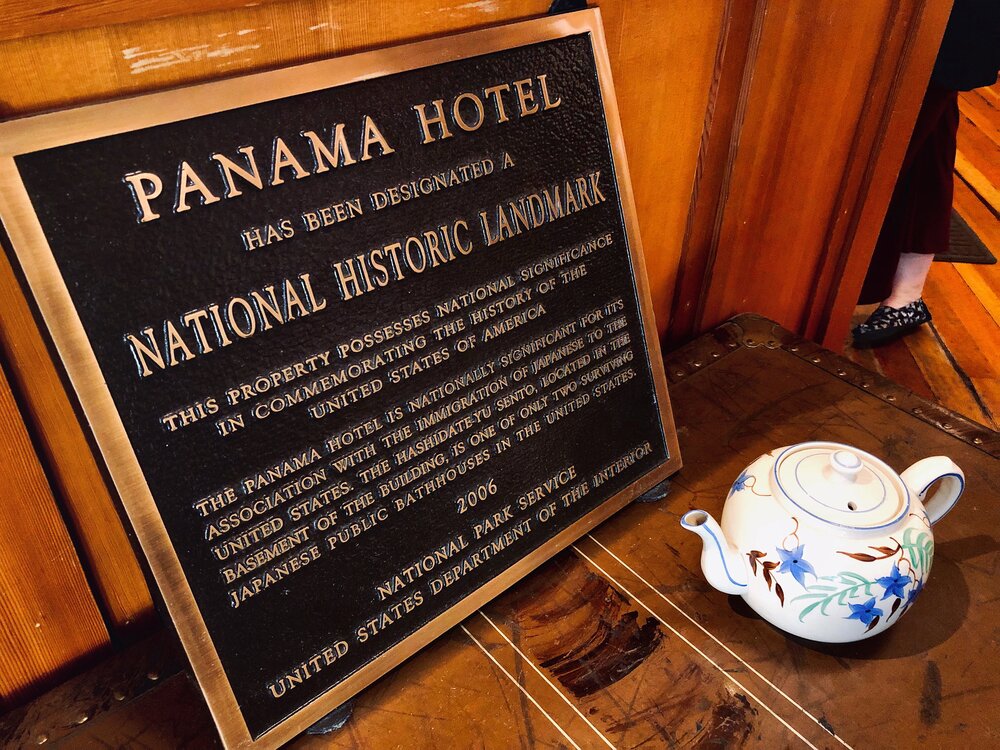 PANAMA HOTEL
HAS BEEN DESIGNATED A
NATIONAL HISTORIC LANDMARK
THIS PROPERTY POSSESSES NATIONAL SIGNIFICANCE
IN COMMEMORATING THE HISTORY OF THE
UNITED STATES OF AMERICA
THE PANAMA HOTEL IS NATIONALLY SIGNIFICANT FOR ITS
ASSOCIATION WITH THE IMMIGRATION OF JAPANESE TO THE
UNITED STATES. THE HASHIDATE-YU SENTO, LOCATED IN THE
BASEMENT OF THE BUILDING, IS ONE OF ONLY TWO SURVIVING
JAPANESE PUBLIC BATHHOUSES IN THE UNITED STATES.
2006
NATIONAL PARK SERVICE
UNITED STATES DEPARTMENT OF THE INTERIOR